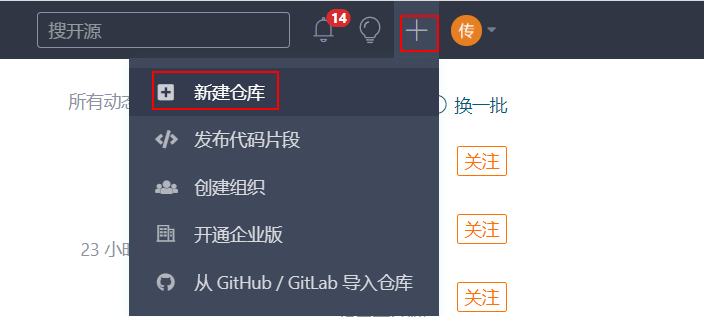 搜开源
14
传
新建仓库
所有动态
换一批
发布代码片段
关注
创建组织
关注
开通企业版
23 小时
从 GitHub / GitLab 导入仓库
关注